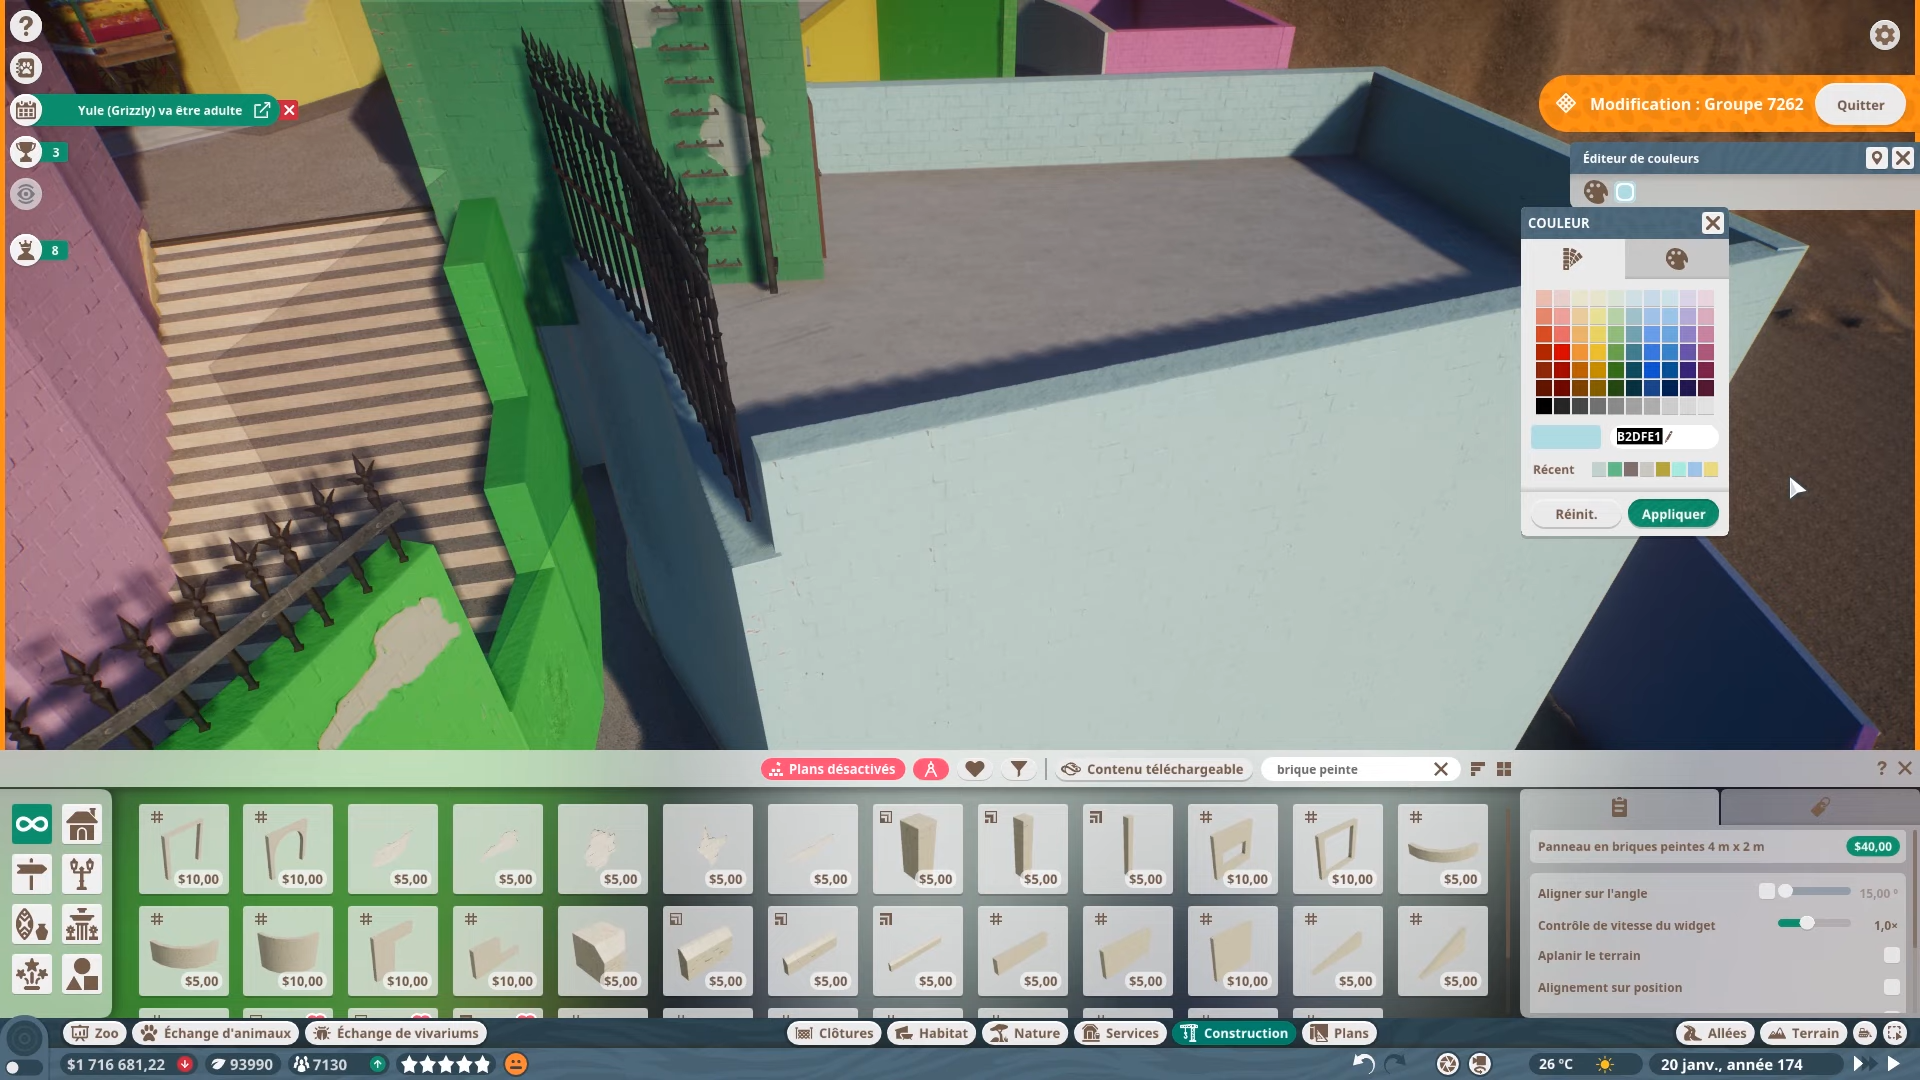 ?
Yule (Grizzly) va être adulte
3
8
Modification : Groupe 7262
Quitter
Éditeur de couleurs
COULEUR
B2DFE1
Récent
Réinit.
Appliquer
Plans désactivés
Contenu téléchargeable
brique peinte
?
$10,00
$10,00
$5,00
$5,00
$5,00
$5,00
$5,00
$5,00
$5,00
$5,00
$10,00
$10,00
$5,00
$5,00
$10,00
$10,00
$10,00
$5,00
$5,00
$5,00
$5,00
$5,00
$5,00
$10,00
$5,00
$5,00
Panneau en briques peintes 4 m x 2 m
$40,00
Aligner sur l'angle
15,00 °
Contrôle de vitesse du widget
1,0×
Aplanir le terrain
Alignement sur position
Zoo
Échange d'animaux
Échange de vivariums
Clôtures
Habitat
Nature
Services
Construction
Plans
Allées
Terrain
$1 716 681,22
93990
7130
26 °C
20 janv., année 174